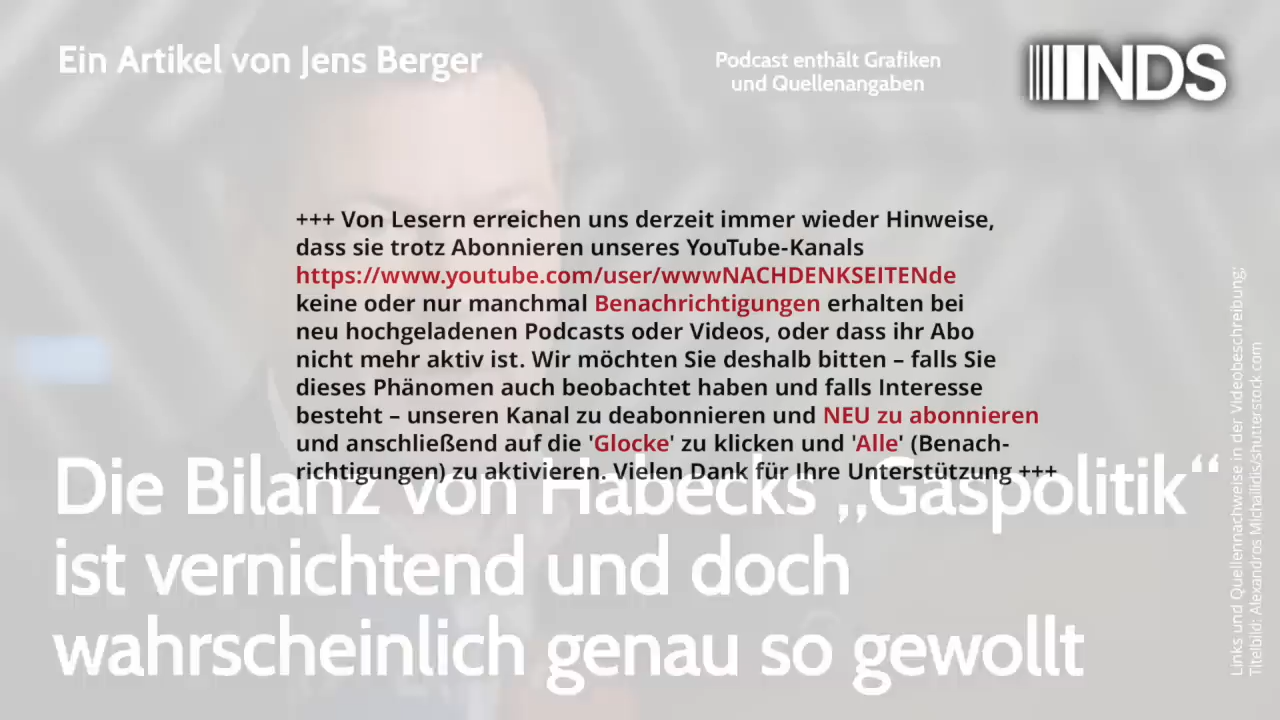 Ein Artikel von Jens Berger
Podcast enthält Grafiken
und Quellenangaben
NDS
+++ Von Lesern erreichen uns derzeit immer wieder Hinweise,
dass sie trotz Abonnieren unseres YouTube-Kanals
https://www.youtube.com/user/wwwNACHDENKSEITENde
keine oder nur manchmal Benachrichtigungen erhalten bei
neu hochgeladenen Podcasts oder Videos, oder dass ihr Abo
nicht mehr aktiv ist. Wir möchten Sie deshalb bitten – falls Sie
dieses Phänomen auch beobachtet haben und falls Interesse
besteht – unseren Kanal zu deabonnieren und NEU zu abonnieren
und anschließend auf die 'Glocke' zu klicken und 'Alle' (Benach-
richtigungen) zu aktivieren. Vielen Dank für Ihre Unterstützung +++
Die Bilanz von Habecks „Gaspolitik“
ist vernichtend und doch
wahrscheinlich genau so gewollt
Links und Quellennachweise in der Videobeschreibung;
Titelbild: Alexandros Michailidis/shutterstock.com